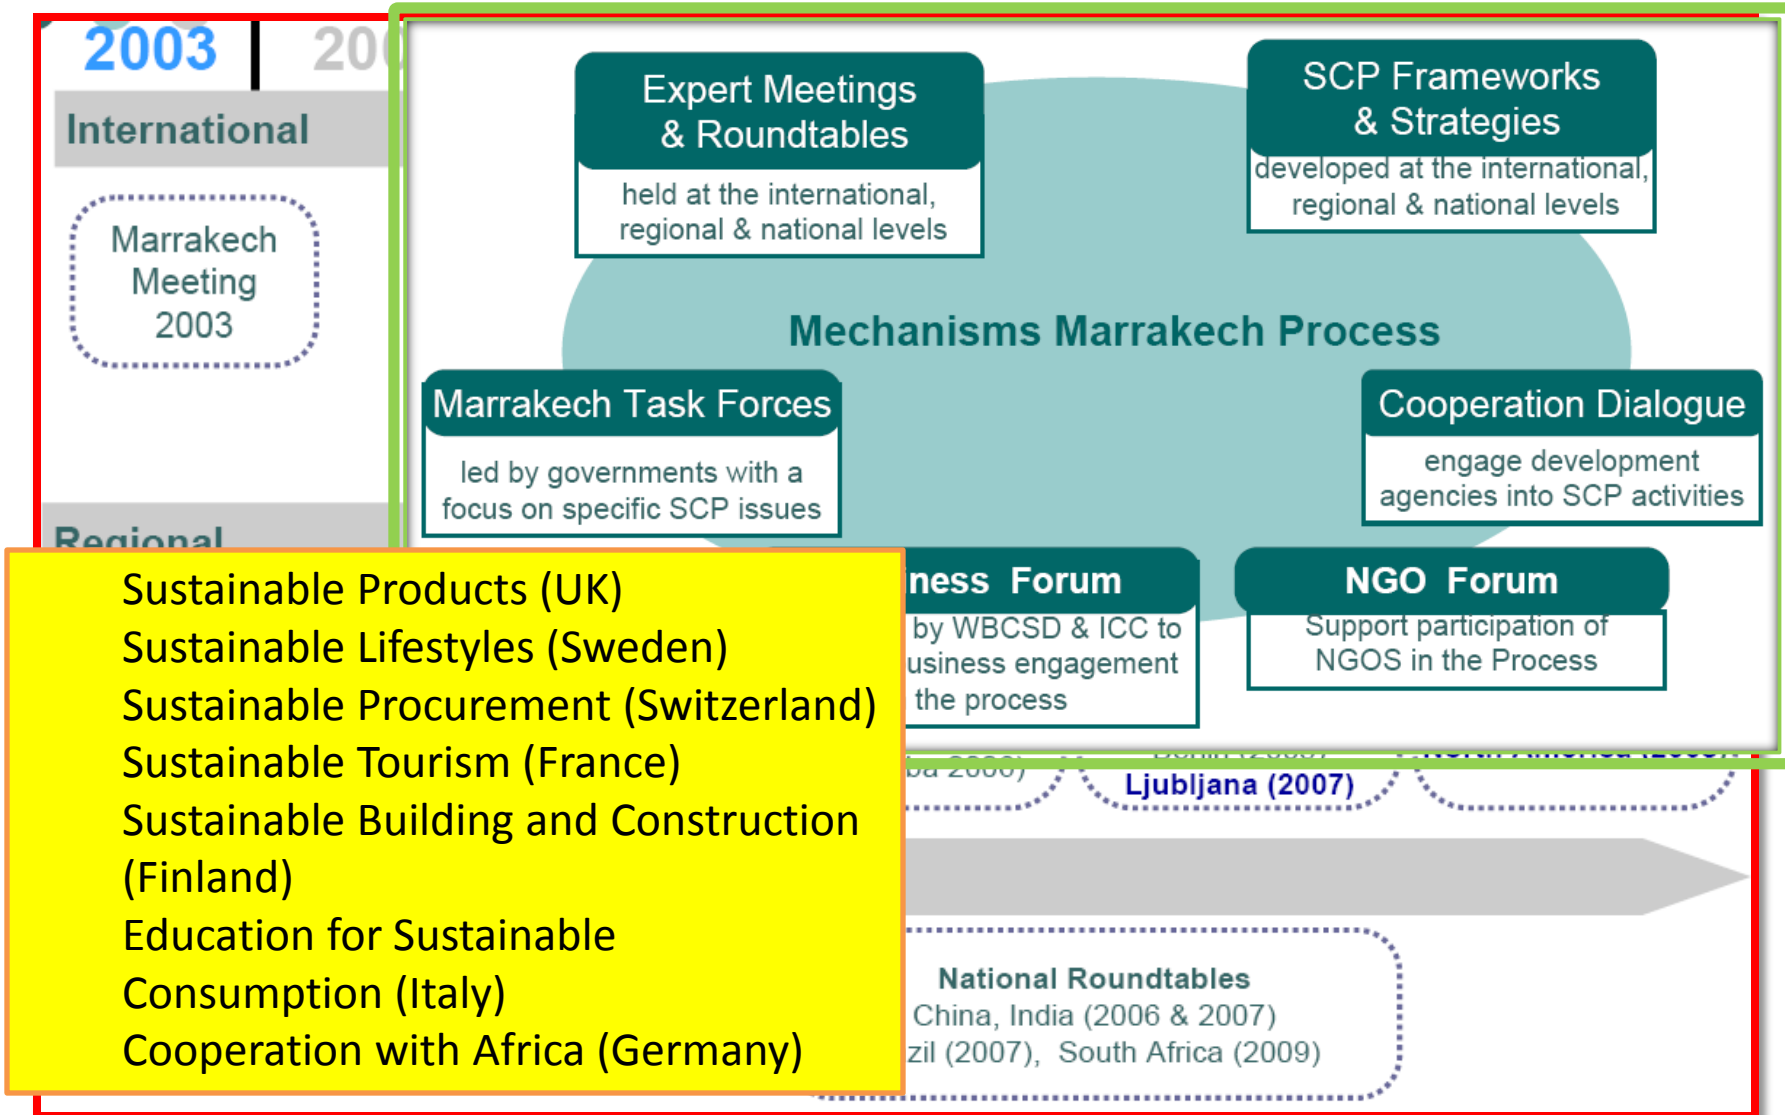 2003
International
Marrakech
Meeting
2003
Regional
Expert Meetings
& Roundtables
held at the international,
regional & national levels
SCP Frameworks
& Strategies
developed at the international,
regional & national levels
Mechanisms Marrakech Process
Marrakech Task Forces
led by governments with a
focus on specific SCP issues
Cooperation Dialogue
engage development
agencies into SCP activities
Forum
by WBCSD & ICC to
engagement
the process
NGO Forum
Support participation of
NGOS in the Process
Sustainable Products (UK)
Sustainable Lifestyles (Sweden)
Sustainable Procurement (Switzerland)
Sustainable Tourism (France)
Sustainable Building and Construction
(Finland)
Education for Sustainable
Consumption (Italy)
Cooperation with Africa (Germany)
Ljubljana (2007)
National Roundtables
China, India (2006 & 2007)
(2007), South Africa (2009)